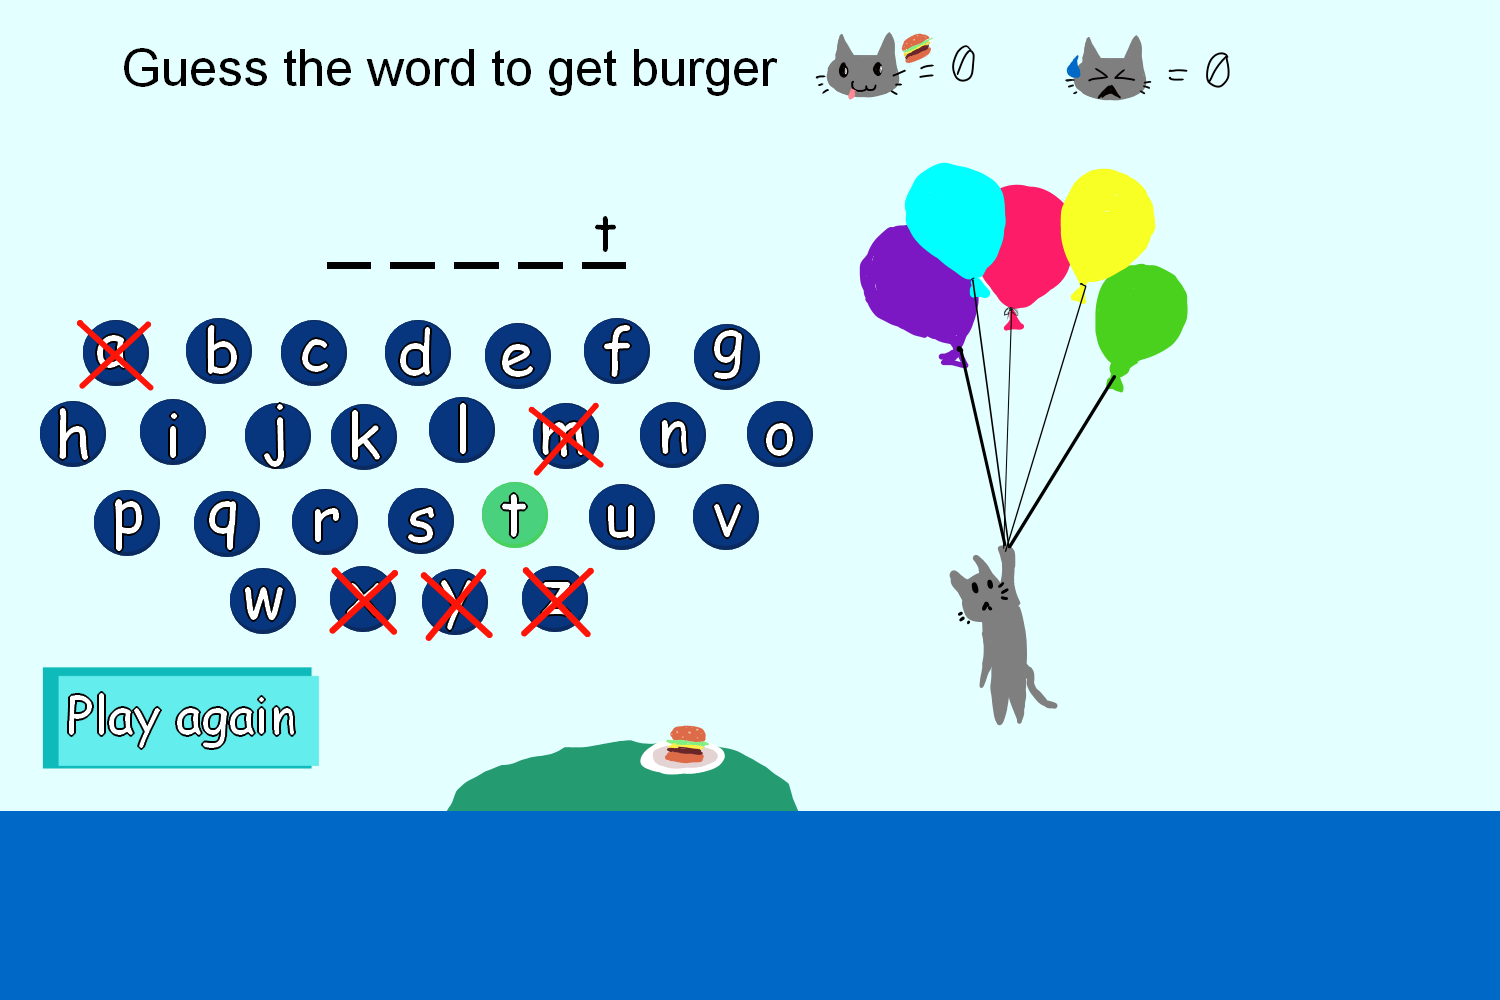 Guess the word to get burger = 0 = 0
_ _ _ _ t
a b c d e f g
h i j k l m n o
p q r s t u v
w x y z
Play again